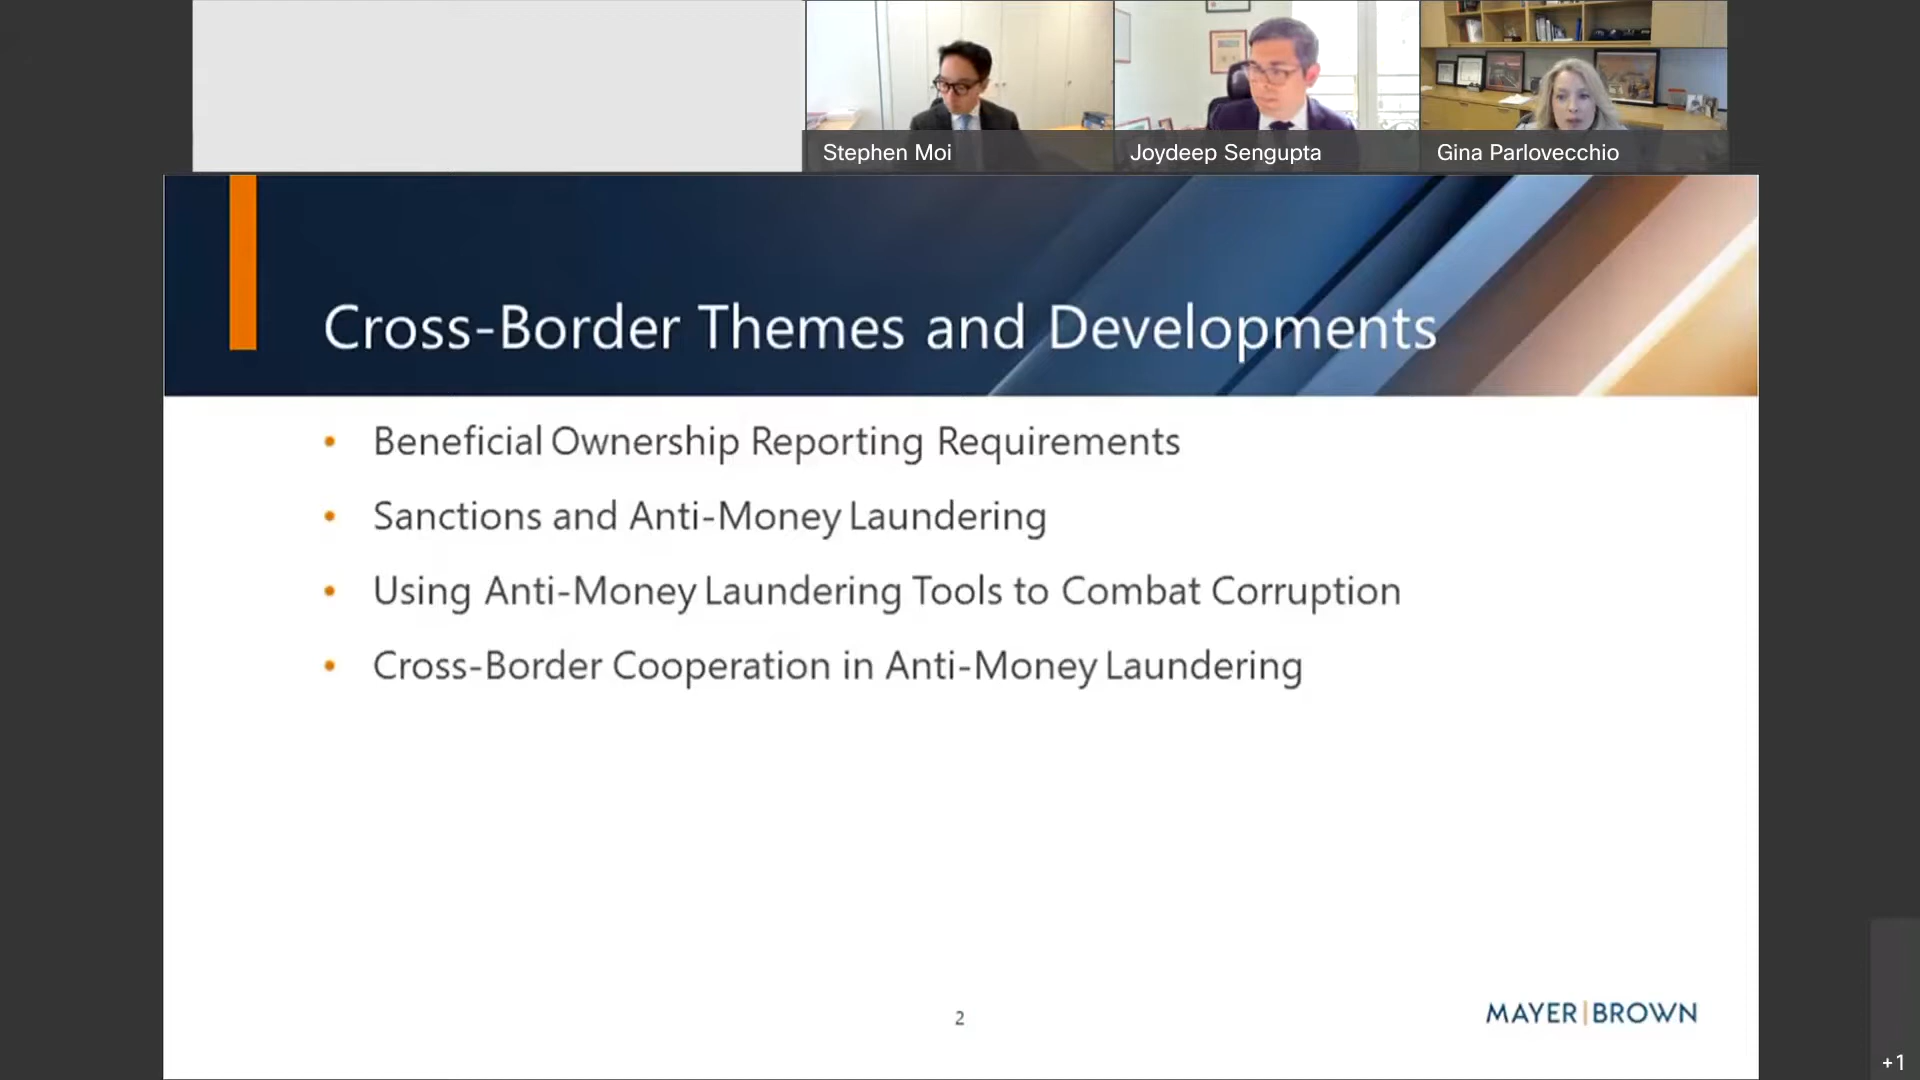 Stephen Moi
Joydeep Sengupta
Gina Parlovecchio
Cross-Border Themes and Developments
• Beneficial Ownership Reporting Requirements
• Sanctions and Anti-Money Laundering
• Using Anti-Money Laundering Tools to Combat Corruption
• Cross-Border Cooperation in Anti-Money Laundering
2
MAYER|BROWN
+1